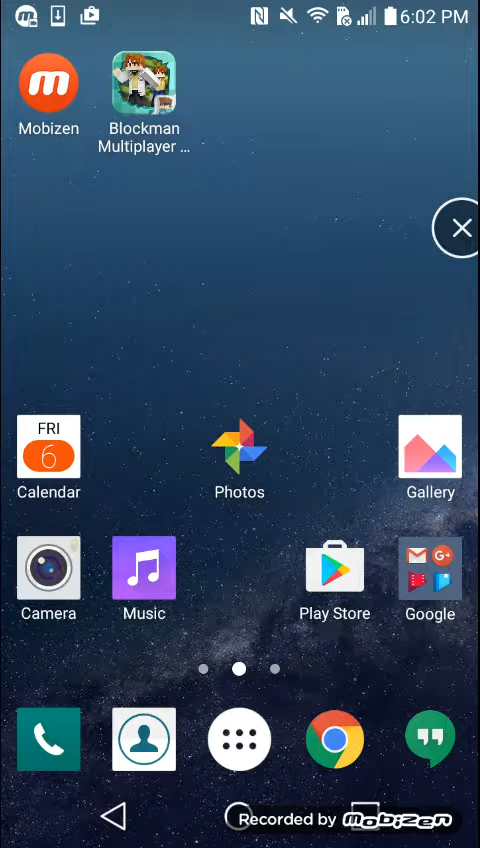 6:02 PM
m
Mobizen
Blockman
Multiplayer ...
FRI
6
Calendar
Photos
Gallery
Camera
Music
Play Store
Google
Recorded by Mobizen